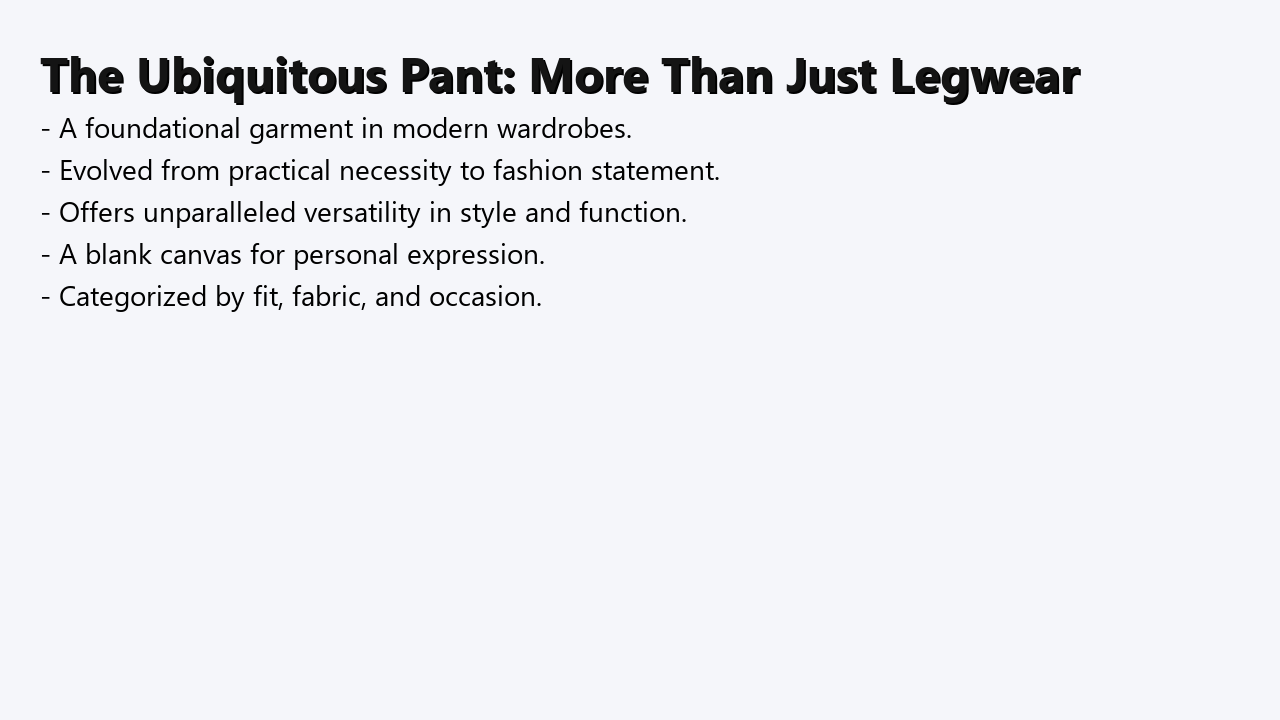 The Ubiquitous Pant: More Than Just Legwear
- A foundational garment in modern wardrobes.
- Evolved from practical necessity to fashion statement.
- Offers unparalleled versatility in style and function.
- A blank canvas for personal expression.
- Categorized by fit, fabric, and occasion.